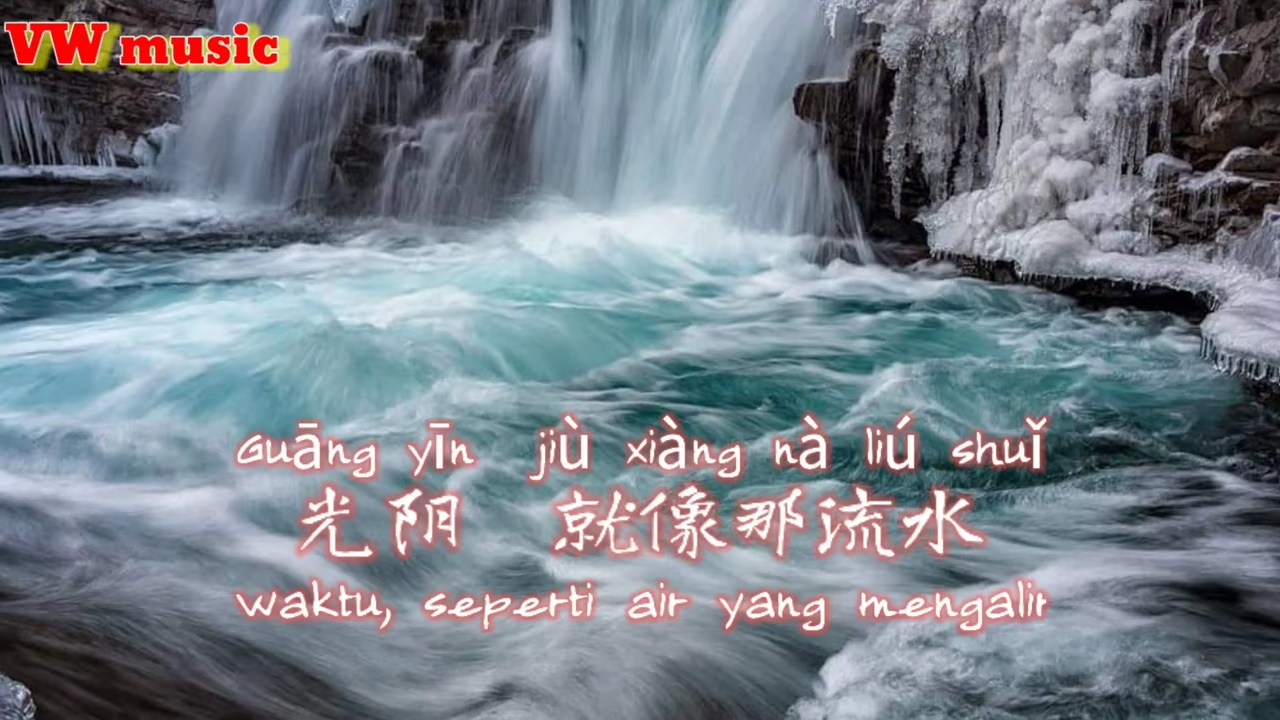 VW music
Guāng yīn jiù xiàng nà liú shuǐ
光阴 就像那流水
waktu, seperti air yang mengalir